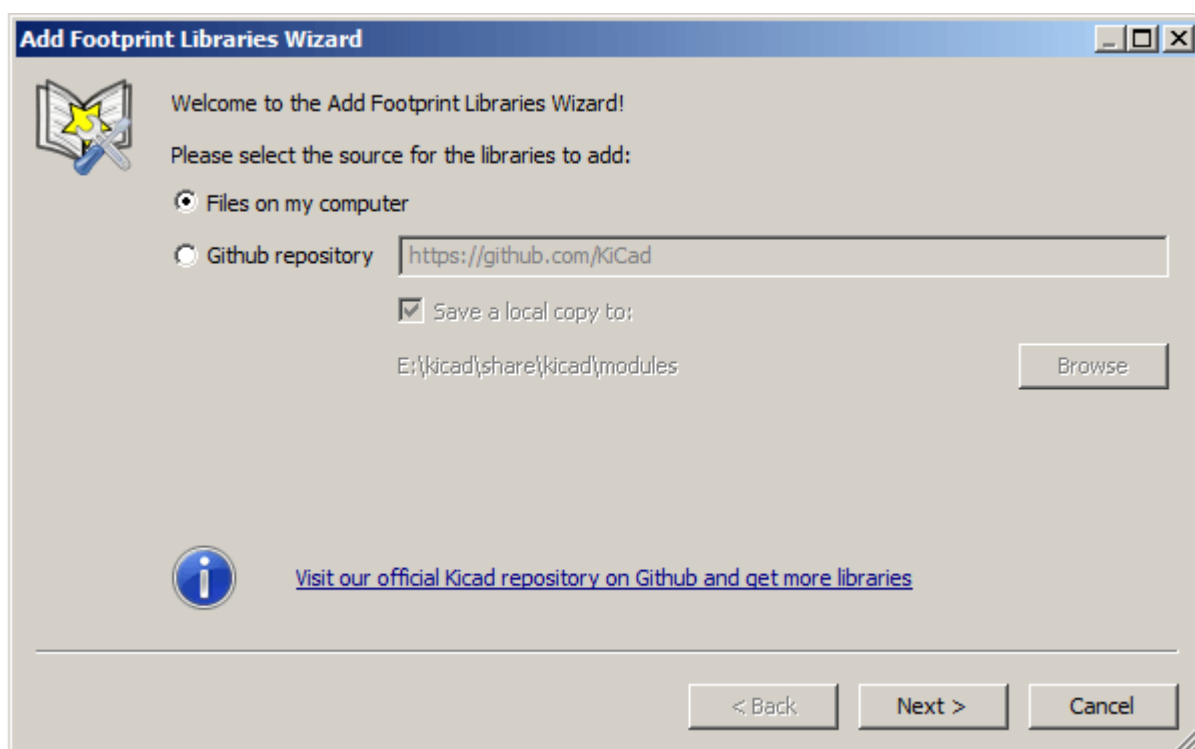 Add Footprint Libraries Wizard
Welcome to the Add Footprint Libraries Wizard!
Please select the source for the libraries to add:
Files on my computer
Github repository https://github.com/KiCad
Save a local copy to:
E:\kicad\share\kicad\modules Browse
Visit our official Kicad repository on Github and get more libraries
< Back Next > Cancel